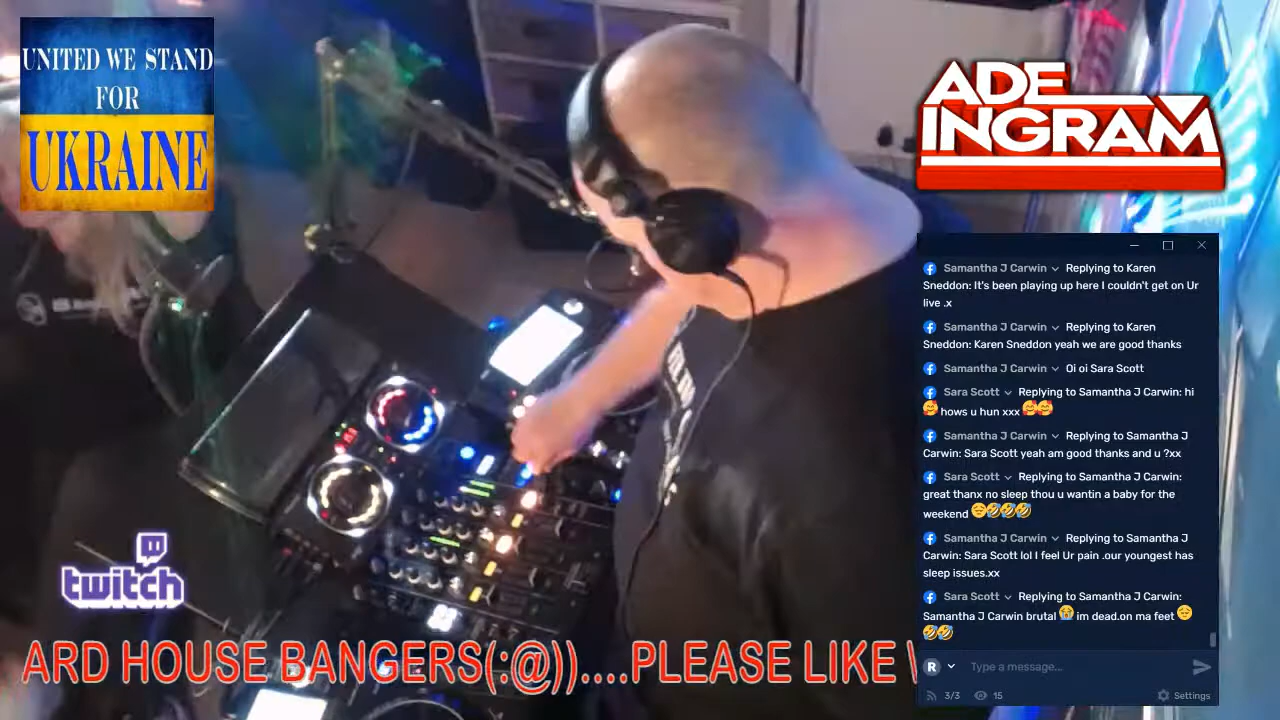 UNITED WE STAND
FOR
UKRAINE
ADE
INGRAM
Samantha J Carwin Replying to Karen
Sneddon: It's been playing up here I couldn't get on Ur
live .x
Samantha J Carwin Replying to Karen
Sneddon: Karen Sneddon yeah we are good thanks
Samantha J Carwin Oi oi Sara Scott
Sara Scott Replying to Samantha J Carwin: hi
🥰 hows u hun xxx 🥰🥰
Samantha J Carwin Replying to Samantha J
Carwin: Sara Scott yeah am good thanks and u ?xx
Sara Scott Replying to Samantha J Carwin:
great thanx no sleep thou u wantin a baby for the
weekend 😔🤣🤣🤣
Samantha J Carwin Replying to Samantha J
Carwin: Sara Scott lol I feel Ur pain .our youngest has
sleep issues.xx
Sara Scott Replying to Samantha J Carwin:
Samantha J Carwin brutal 😭 im dead.on ma feet 😔
🤣🤣
R Type a message...
3/3 15 Settings
twitch
ARD HOUSE BANGERS(:@))....PLEASE LIKE